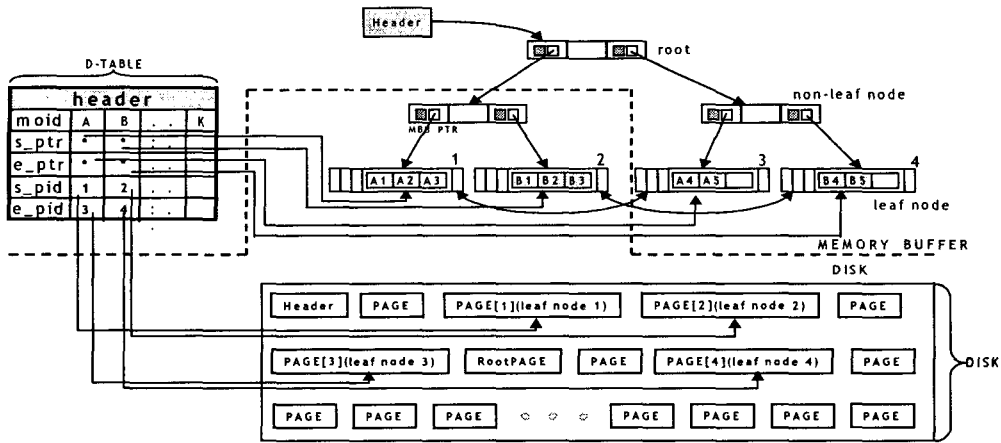 Header
root
D-TABLE
header
moid A B . . K
s_ptr * * : .
e_ptr * * . .
s_pid 1 2 . .
e_pid 3 4 : .
non-leaf node
MBB PTR
1
2
3
4
A1 A2 A3
B1 B2 B3
A4 A5
B4 B5
leaf node
MEMORY BUFFER
DISK
Header PAGE PAGE[1](leaf node 1) PAGE[2](leaf node 2) PAGE
PAGE[3](leaf node 3) RootPAGE PAGE PAGE[4](leaf node 4) PAGE
DISK
PAGE PAGE PAGE PAGE PAGE PAGE PAGE